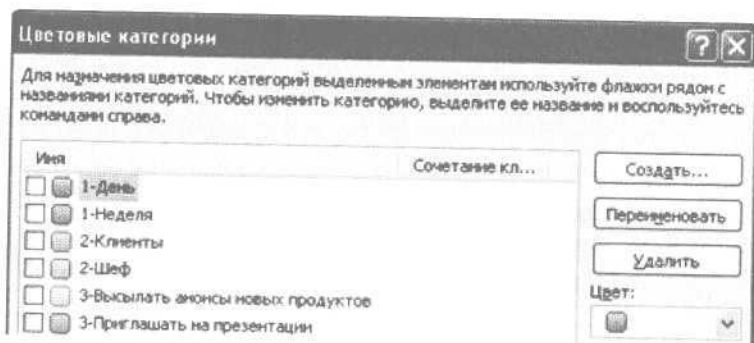 Цветовые категории
Для назначения цветовых категорий выделенным элементам используйте флажки рядом с
названиями категорий. Чтобы изменить категорию, выделите ее название и воспользуйтесь
командами справа.
Имя Сочетание кл...
1-День
1-Неделя
2-Клиенты
2-Шеф
3-Высылать анонсы новых продуктов
3-Приглашать на презентации
Создать...
Переименовать
Удалить
Цвет: